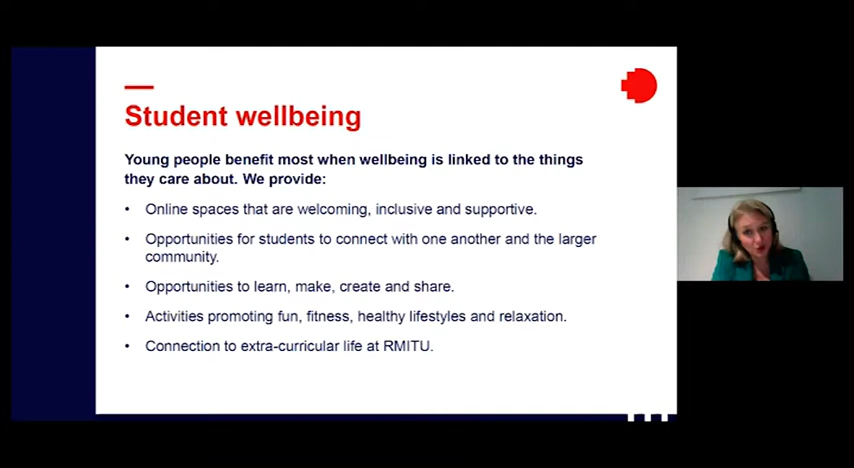 Student wellbeing
Young people benefit most when wellbeing is linked to the things
they care about. We provide:
• Online spaces that are welcoming, inclusive and supportive.
• Opportunities for students to connect with one another and the larger
community.
• Opportunities to learn, make, create and share.
• Activities promoting fun, fitness, healthy lifestyles and relaxation.
• Connection to extra-curricular life at RMITU.